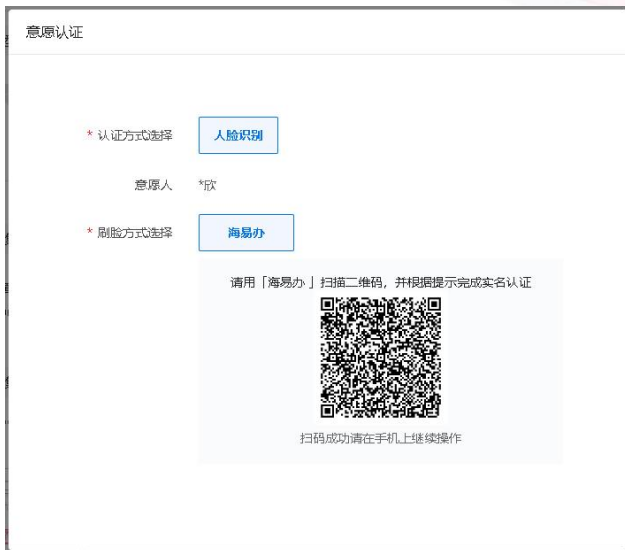 意愿认证
* 认证方式选择 人脸识别
意愿人 *欣
* 刷脸方式选择 海易办
请用「海易办」扫描二维码，并根据提示完成实名认证
扫码成功请在手机上继续操作